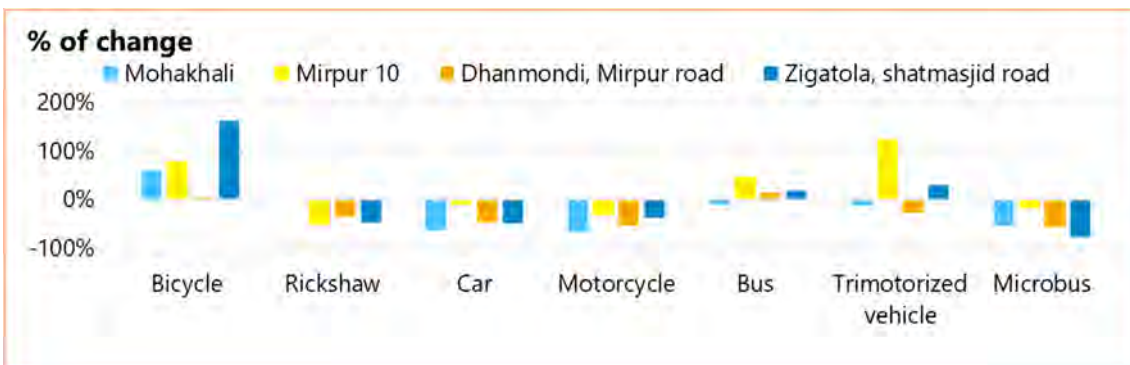 % of change
Mohakhali Mirpur 10 Dhanmondi, Mirpur road Zigatola, shatmasjid road
200%
100%
0%
-100%
Bicycle Rickshaw Car Motorcycle Bus Trimotorized vehicle Microbus